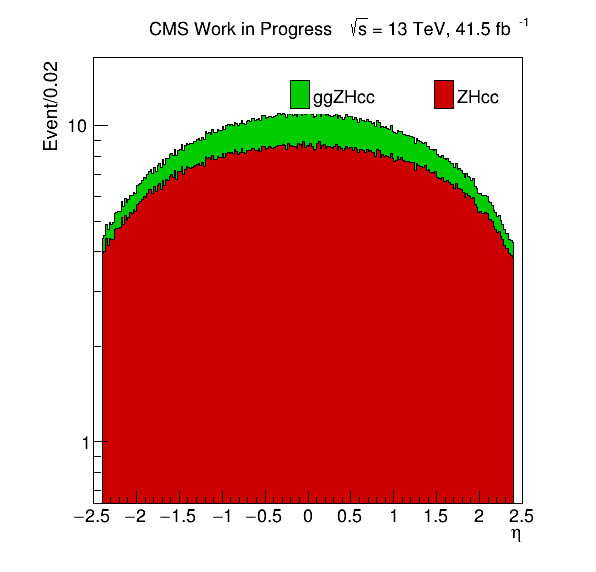 CMS Work in Progress √s = 13 TeV, 41.5 fb -1
Event/0.02
ggZHcc ZHcc
10
1
−2.5 −2 −1.5 −1 −0.5 0 0.5 1 1.5 2 2.5
η